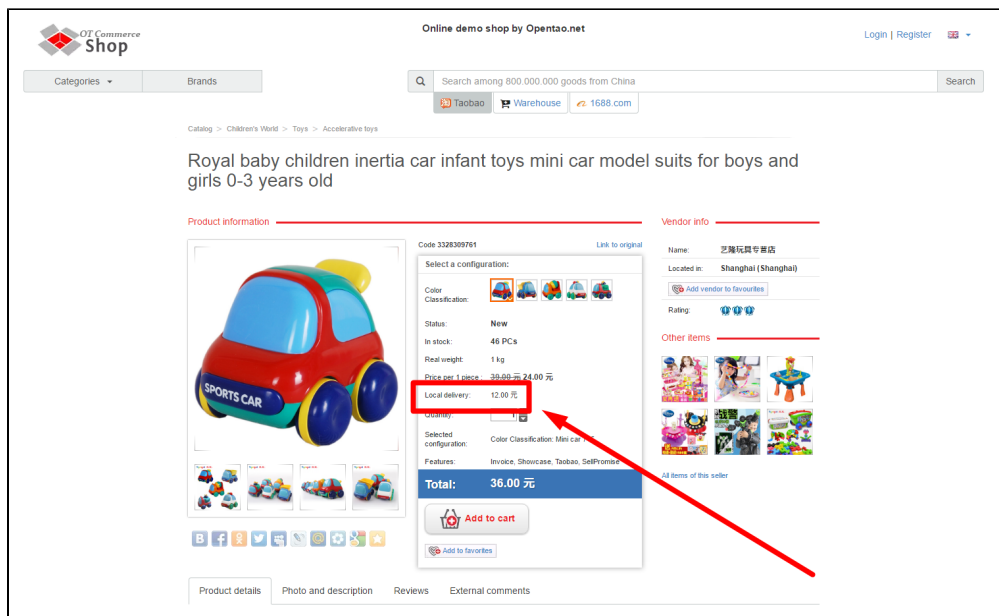 OT Commerce
Shop
Online demo shop by Opentao.net
Login | Register
Categories
Brands
Search among 800.000.000 goods from China
Search
Taobao
Warehouse
1688.com
Catalog > Children's World > Toys > Accelerative toys
Royal baby children inertia car infant toys mini car model suits for boys and
girls 0-3 years old
Product information
Code 3328309761
Link to original
Select a configuration:
Color
Classification:
Status: New
In stock: 46 PCs
Real weight: 1 kg
Price per 1 piece : 39.00 元 24.00 元
Local delivery: 12.00 元
Quantity: 1
Selected
configuration:
Color Classification: Mini car
Features: Invoice, Showcase, Taobao, SellPromise
Total: 36.00 元
Add to cart
Add to favorites
SPORTS CAR
Vendor info
Name: 艺隆玩具专营店
Located in: Shanghai (Shanghai)
Add vendor to favourites
Rating:
Other items
All items of this seller
Product details
Photo and description
Reviews
External comments